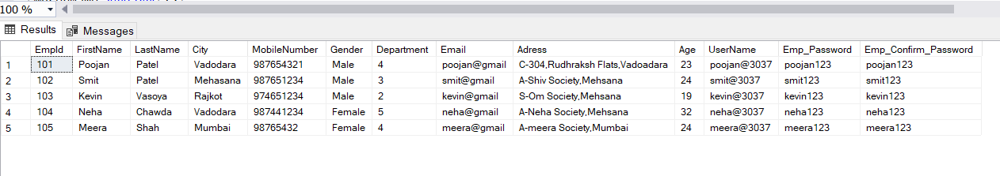 100 %
Results Messages
EmpId FirstName LastName City MobileNumber Gender Department Email Adress Age UserName Emp_Password Emp_Confirm_Password
1 101 Poojan Patel Vadodara 987654321 Male 4 poojan@gmail C-304,Rudhraksh Flats,Vadoadara 23 poojan@3037 poojan123 poojan123
2 102 Smit Patel Mehasana 987651234 Male 3 smit@gmail A-Shiv Society,Mehsana 24 smit@3037 smit123 smit123
3 103 Kevin Vasoya Rajkot 974651234 Male 2 kevin@gmail S-Om Society,Mehsana 19 kevin@3037 kevin123 kevin123
4 104 Neha Chawda Vadodara 987441234 Female 5 neha@gmail A-Neha Society,Mehsana 32 neha@3037 neha123 neha123
5 105 Meera Shah Mumbai 98765432 Female 4 meera@gmail A-meera Society,Mumbai 24 meera@3037 meera123 meera123